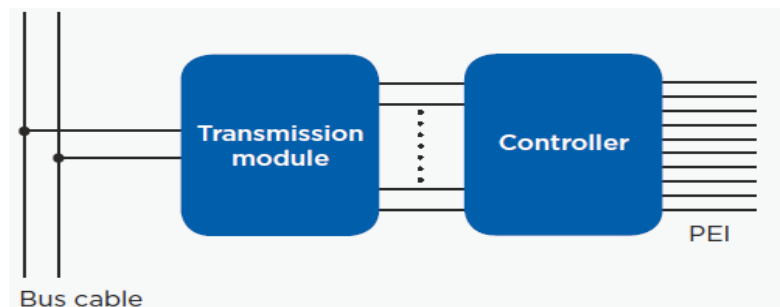 Transmission
module
Controller
PEI
Bus cable